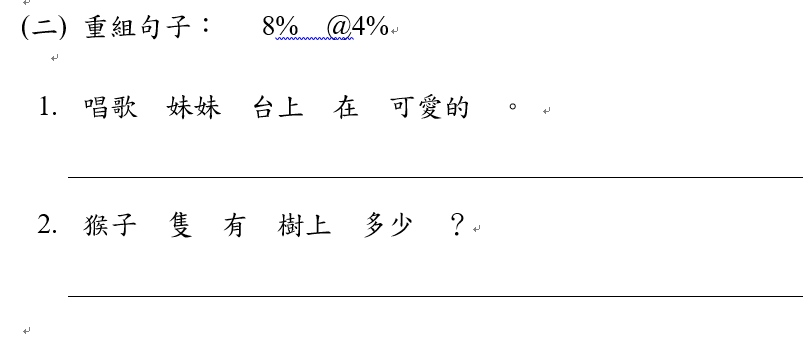 (二) 重組句子： 8% @4%
1. 唱歌 妹妹 台上 在 可愛的 。
2. 猴子 隻 有 樹上 多少 ？